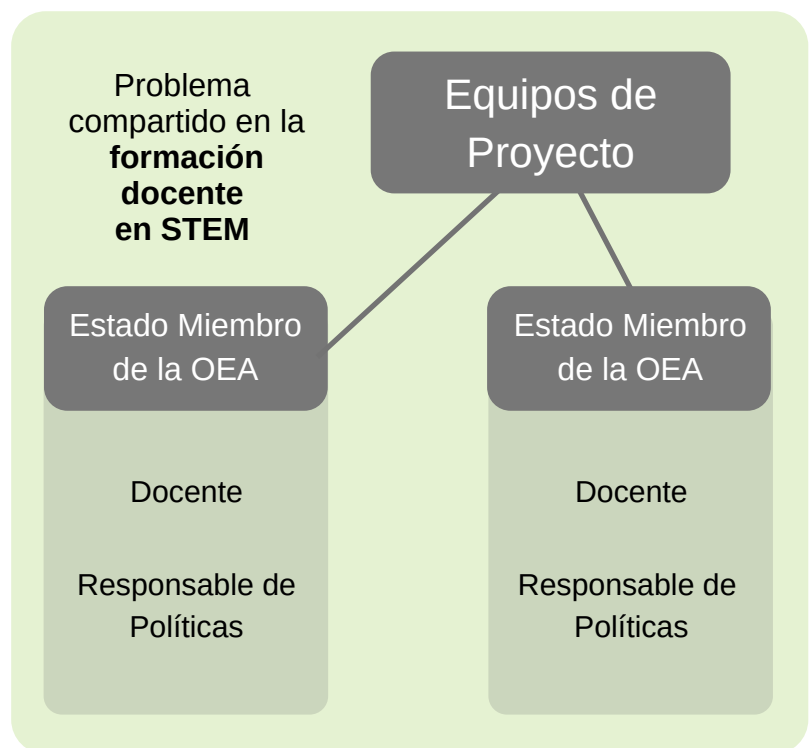 Problema
compartido en la
formación
docente
en STEM
Equipos de
Proyecto
Estado Miembro
de la OEA
Docente
Responsable de
Políticas
Estado Miembro
de la OEA
Docente
Responsable de
Políticas